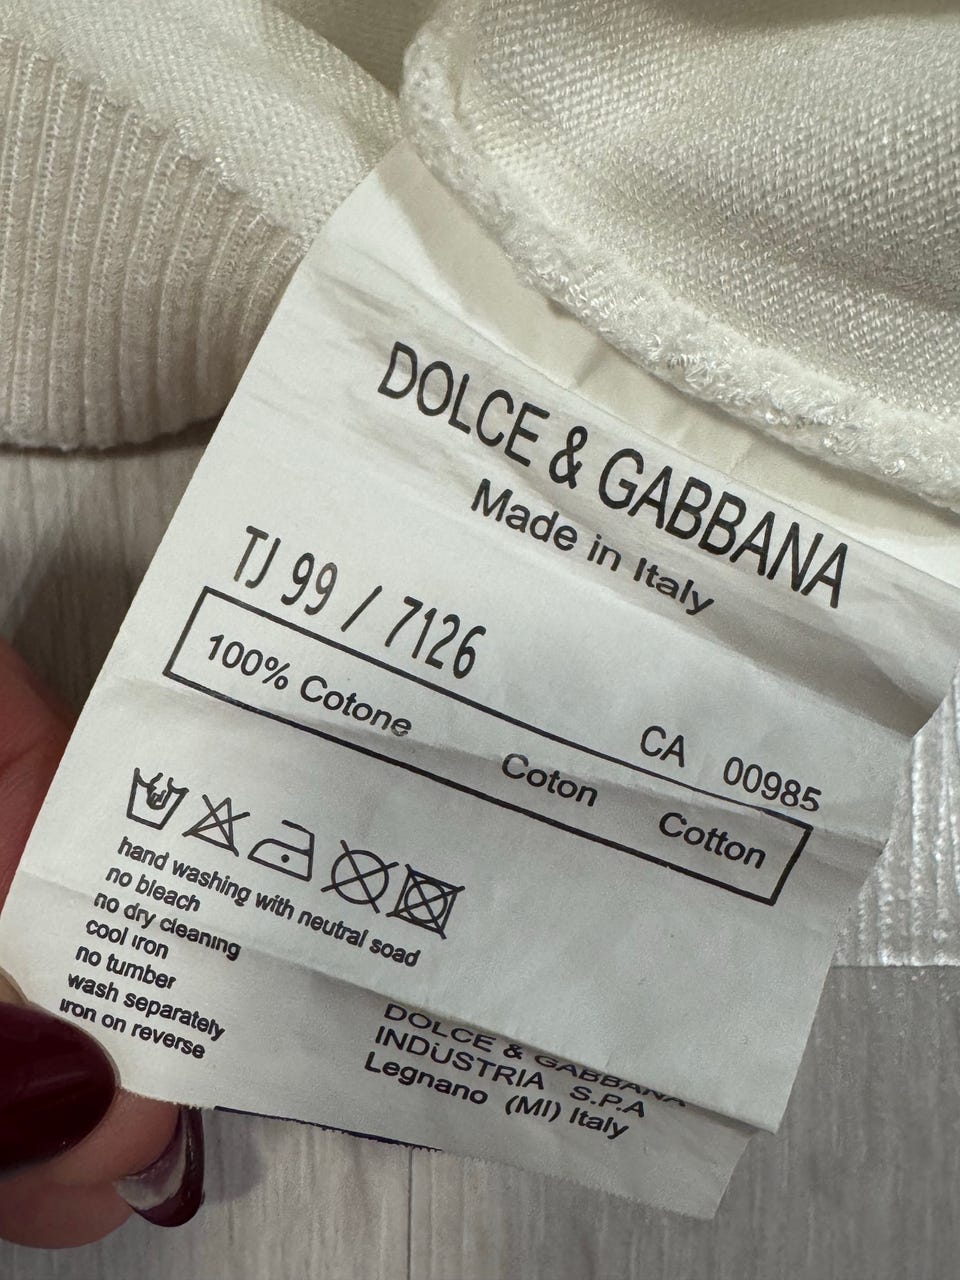 DOLCE & GABBANA
Made in Italy
TJ 99 / 7126
CA 00985
100% Cotone Coton Cotton
hand washing with neutral soad
no bleach
no dry cleaning
cool iron
no tumber
wash separately
iron on reverse
DOLCE & GABBANA
INDUSTRIA S.P.A
Legnano (MI) Italy